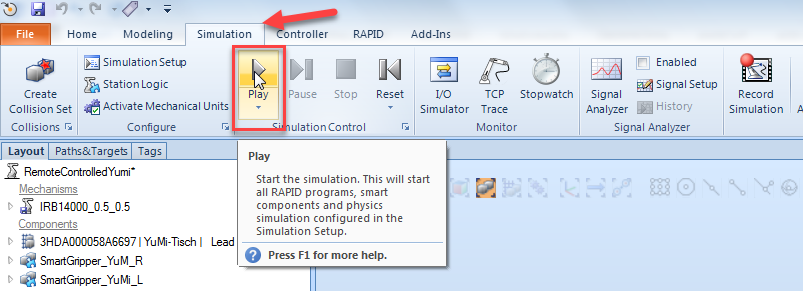 File Home Modeling Simulation Controller RAPID Add-Ins
Create
Collision Set
Simulation Setup
Station Logic
Activate Mechanical Units
Play
Pause
Stop
Reset
I/O
Simulator
TCP
Trace
Stopwatch
Signal
Analyzer
Enabled
Signal Setup
History
Record
Simulation
Collisions
Configure
Simulation Control
Monitor
Signal Analyzer
Layout Paths&Targets Tags
RemoteControlledYumi*
Mechanisms
IRB14000_0.5_0.5
Components
3HDA000058A6697 | YuMi-Tisch | Lead
SmartGripper_YuM_R
SmartGripper_YuMi_L
Play
Start the simulation. This will start
all RAPID programs, smart
components and physics
simulation configured in the
Simulation Setup.
Press F1 for more help.